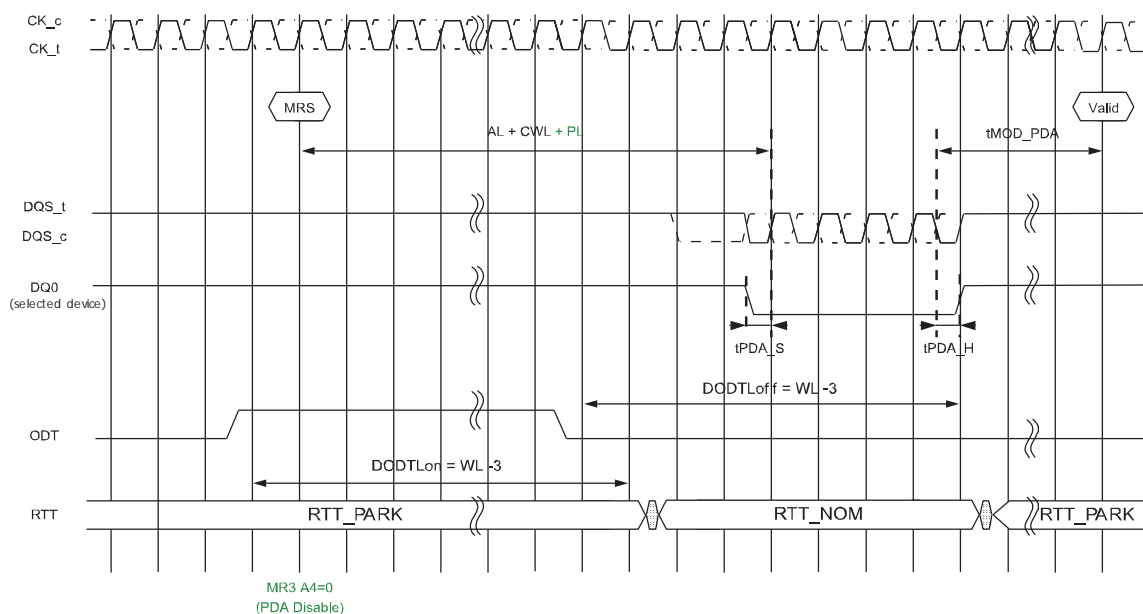 CK_c
CK_t
MRS
Valid
AL + CWL + PL
tMOD_PDA
DQS_t
DQS_c
DQ0
(selected device)
tPDA_S
tPDA_H
DODTLoff = WL -3
ODT
DODTLon = WL -3
RTT
RTT_PARK
RTT_NOM
RTT_PARK
MR3 A4=0
(PDA Disable)